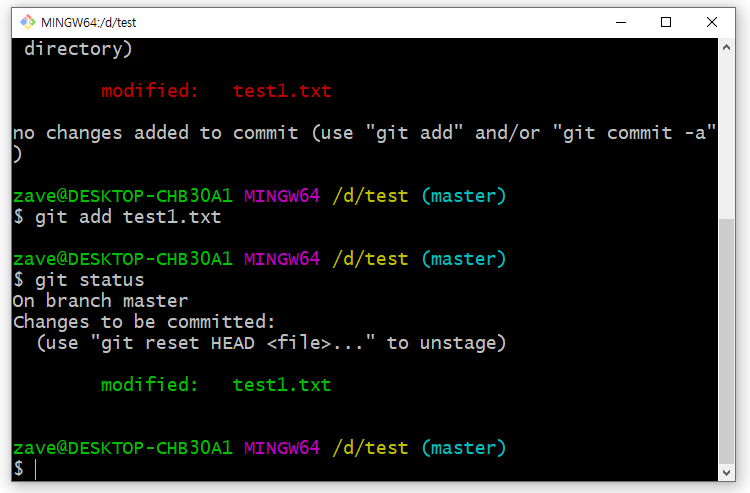 MINGW64:/d/test
directory)
modified:   test1.txt
no changes added to commit (use "git add" and/or "git commit -a"
)
zave@DESKTOP-CHB30A1 MINGW64 /d/test (master)
$ git add test1.txt
zave@DESKTOP-CHB30A1 MINGW64 /d/test (master)
$ git status
On branch master
Changes to be committed:
  (use "git reset HEAD <file>..." to unstage)
modified:   test1.txt
zave@DESKTOP-CHB30A1 MINGW64 /d/test (master)
$